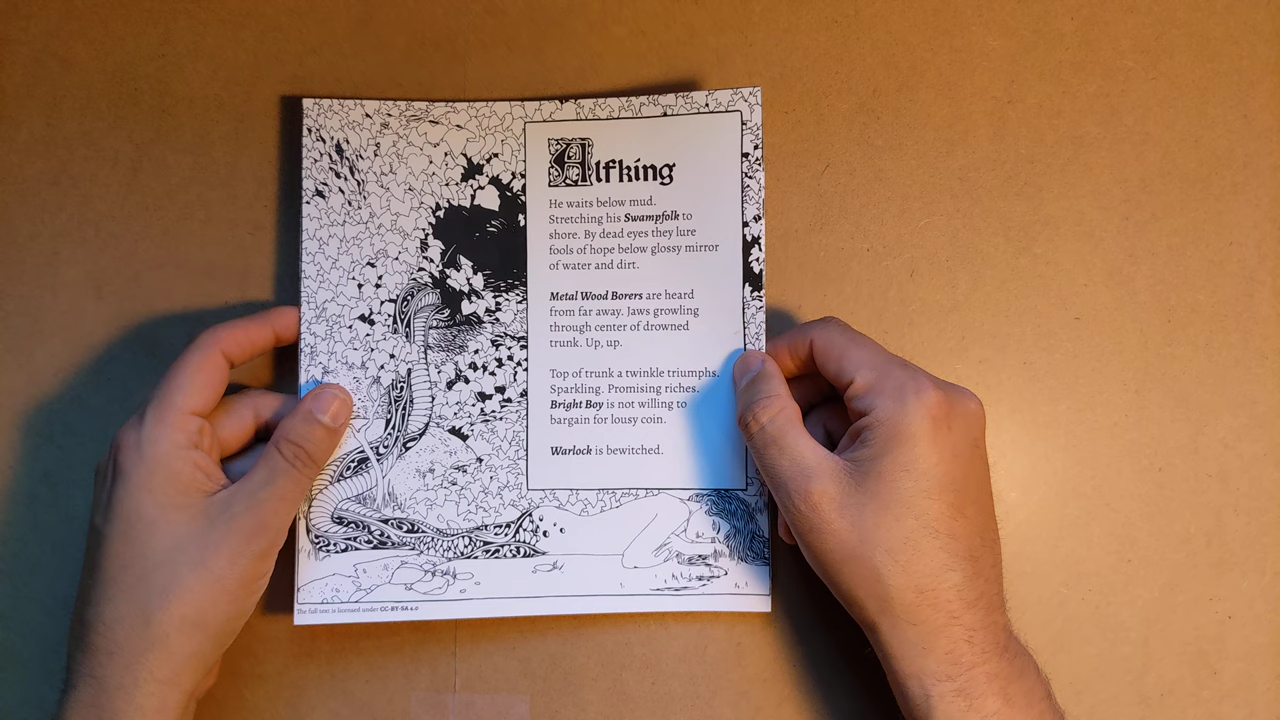 Alfking
He waits below mud.
Stretching his Swampfolk to
shore. By dead eyes they lure
fools of hope below glossy mirror
of water and dirt.
Metal Wood Borers are heard
from far away. Jaws growling
through center of drowned
trunk. Up, up.
Top of trunk a twinkle triumphs.
Sparkling. Promising riches.
Bright Boy is not willing to
bargain for lousy coin.
Warlock is bewitched.
The full text is licensed under CC-BY-SA 4.0